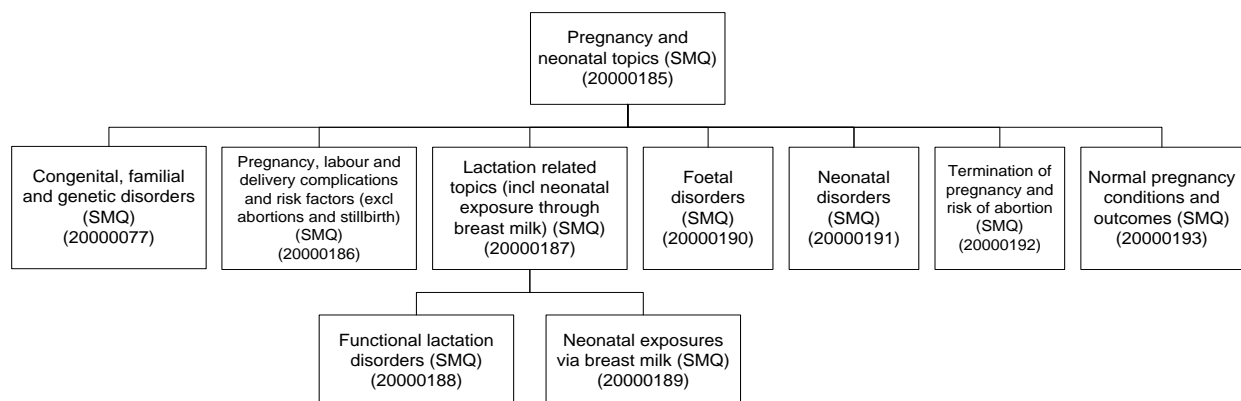 Pregnancy and
neonatal topics (SMQ)
(20000185)
Congenital, familial
and genetic disorders
(SMQ)
(20000077)
Pregnancy, labour and
delivery complications
and risk factors (excl
abortions and stillbirth)
(SMQ)
(20000186)
Lactation related
topics (incl neonatal
exposure through
breast milk) (SMQ)
(20000187)
Foetal
disorders
(SMQ)
(20000190)
Neonatal
disorders
(SMQ)
(20000191)
Termination of
pregnancy and
risk of abortion
(SMQ)
(20000192)
Normal pregnancy
conditions and
outcomes (SMQ)
(20000193)
Functional lactation
disorders (SMQ)
(20000188)
Neonatal exposures
via breast milk (SMQ)
(20000189)